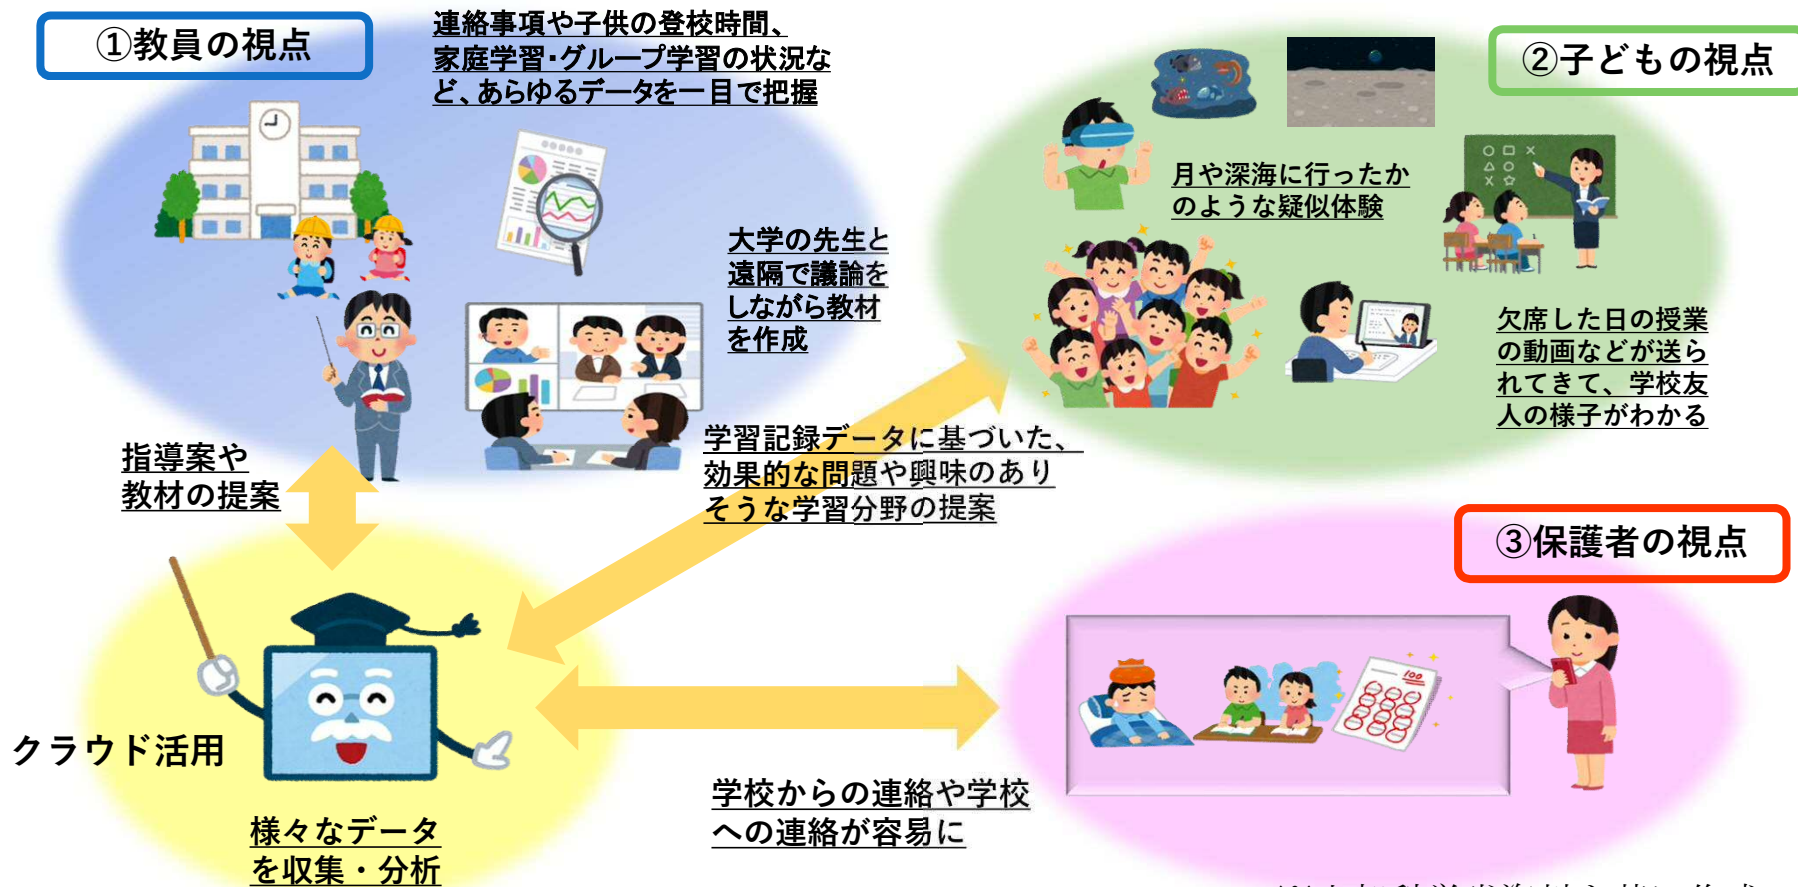 ①教員の視点
連絡事項や子供の登校時間、
家庭学習・グループ学習の状況な
ど、あらゆるデータを一目で把握
大学の先生と
遠隔で議論を
しながら教材
を作成
指導案や
教材の提案
②子どもの視点
月や深海に行ったか
のような疑似体験
欠席した日の授業
の動画などが送ら
れてきて、学校友
人の様子がわかる
学習記録データに基づいた、
効果的な問題や興味のあり
そうな学習分野の提案
③保護者の視点
100
クラウド活用
様々なデータ
を収集・分析
学校からの連絡や学校
への連絡が容易に